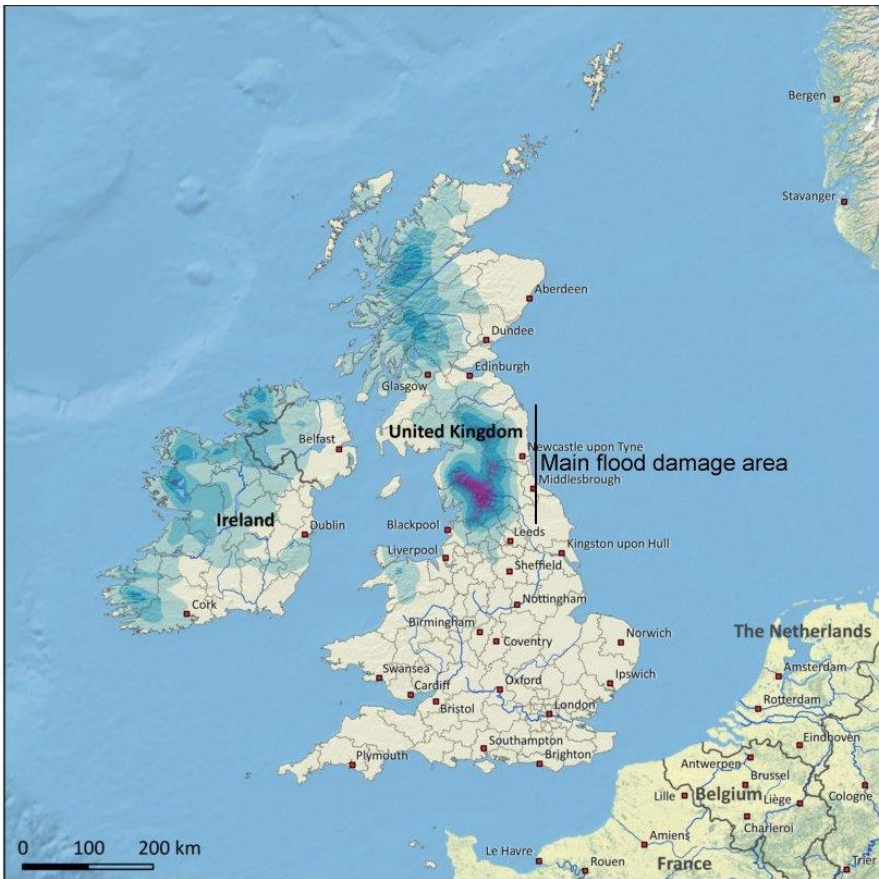 Bergen
Stavanger
Aberdeen
Dundee
Edinburgh
Glasgow
United Kingdom
Belfast
Newcastle upon Tyne
Main flood damage area
Middlesbrough
Ireland
Dublin
Blackpool
Leeds
Liverpool
Kingston upon Hull
Sheffield
Cork
Nottingham
Birmingham
Coventry
Norwich
The Netherlands
Swansea
Cardiff
Oxford
Ipswich
Amsterdam
Bristol
London
Rotterdam
Southampton
Eindhoven
Plymouth
Brighton
Antwerpen
Brussel
Lille
Belgium
Liège
Cologne
Charleroi
Amiens
0 100 200 km
Le Havre
Rouen
France
Trier